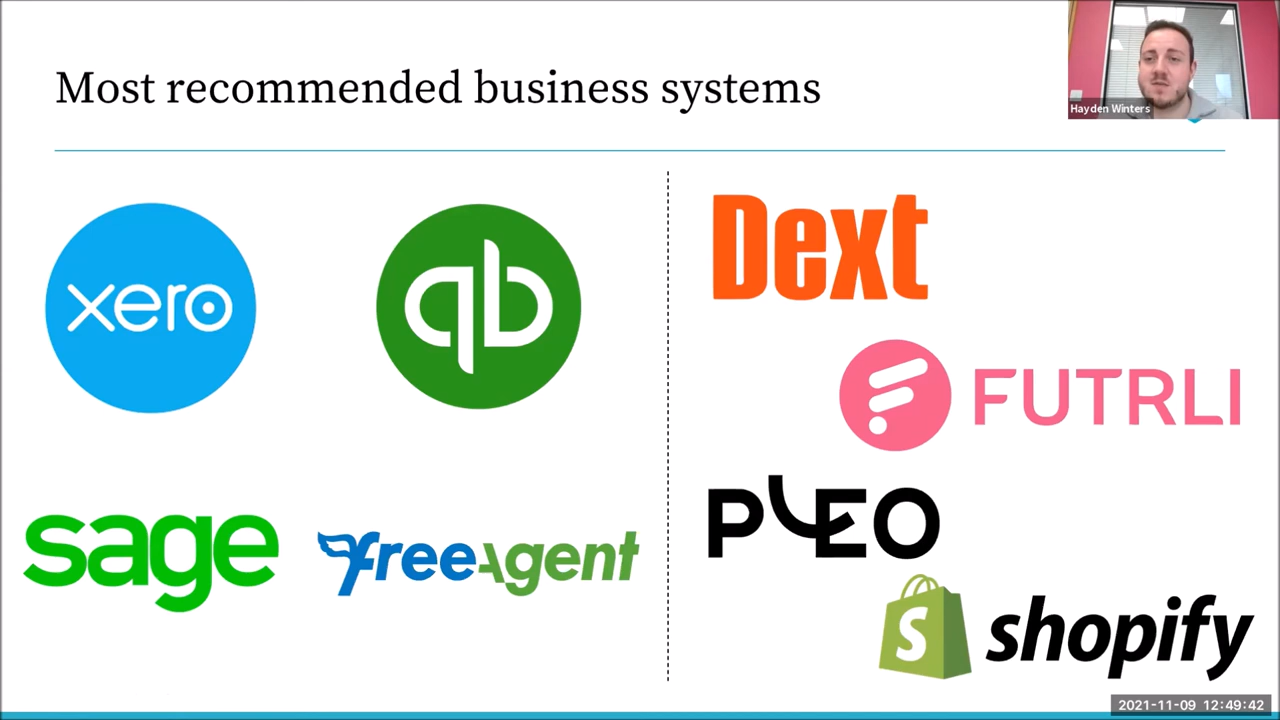 Most recommended business systems
Hayden Winters
xero
qb
Dext
FUTRLI
sage
freeAgent
PLEO
shopify
2021-11-09 12:49:42